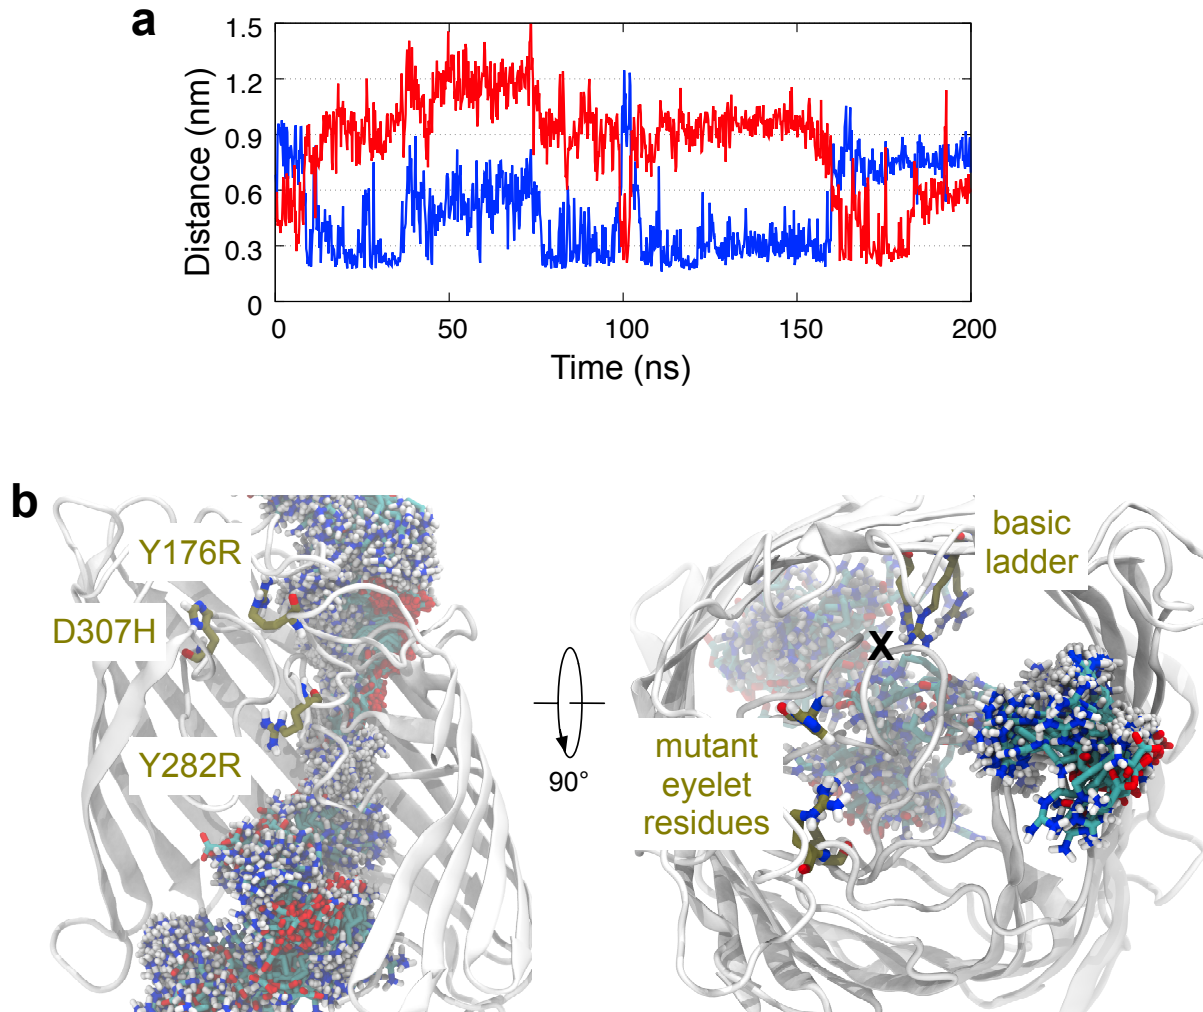 a
Distance (nm)
1.5
1.2
0.9
0.6
0.3
0
0
50
100
150
200
Time (ns)
b
Y176R
D307H
Y282R
90°
basic
ladder
X
mutant
eyelet
residues